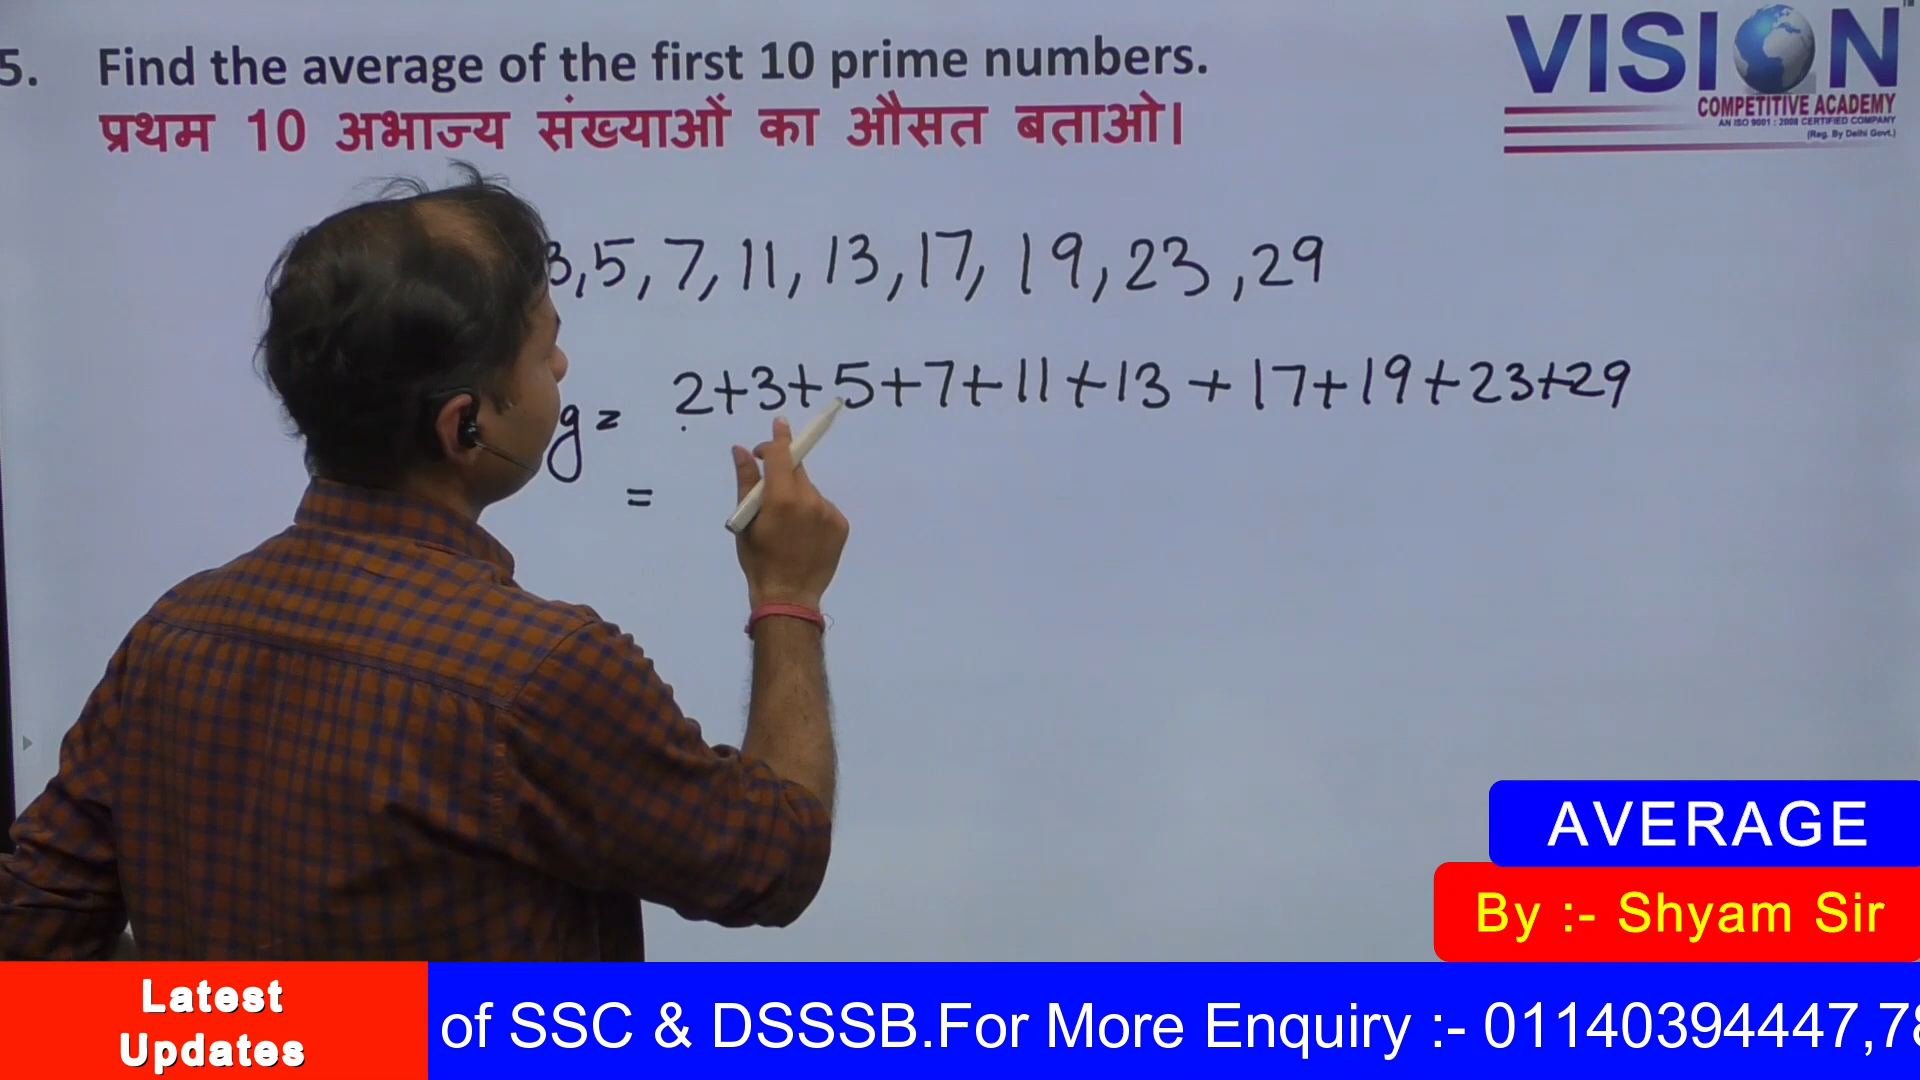 5. Find the average of the first 10 prime numbers.
प्रथम 10 अभाज्य संख्याओं का औसत बताओ।
VISION
COMPETITIVE ACADEMY
AN ISO 9001 : 2008 CERTIFIED COMPANY
(Reg. By Delhi Govt.)
3,5,7,11,13,17,19,23,29
g = 2+3+5+7+11+13+17+19+23+29
=
AVERAGE
By :- Shyam Sir
Latest
Updates
of SSC & DSSSB.For More Enquiry :- 01140394447,78